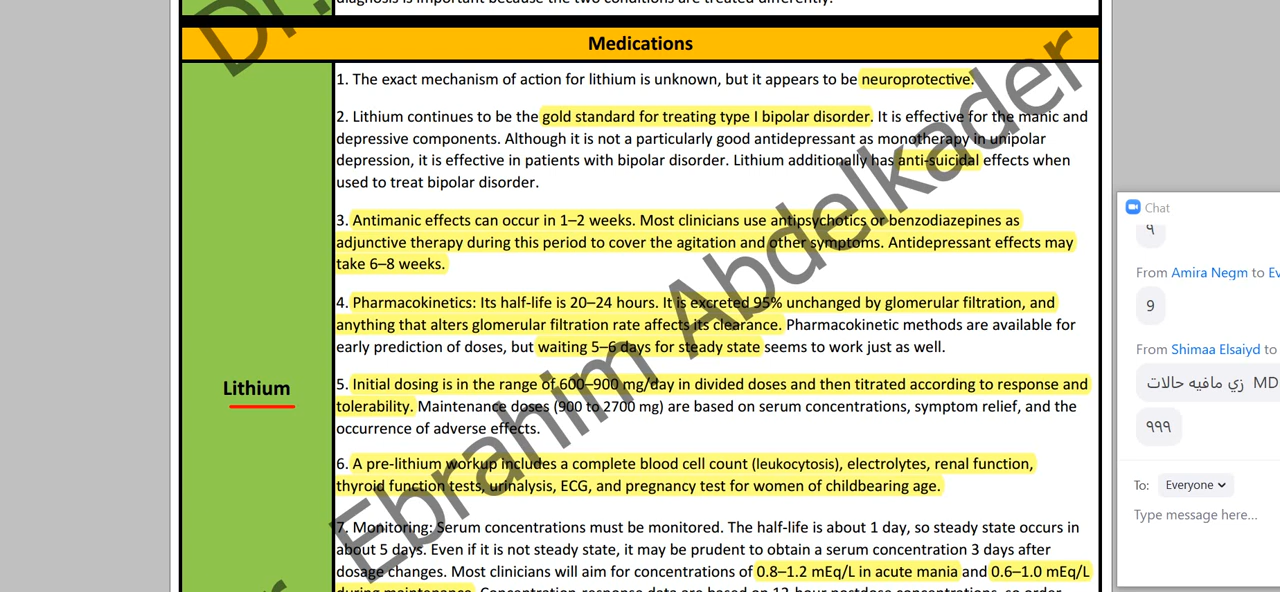 diagnosis is important because the two conditions are treated differently.
Medications
Lithium
1. The exact mechanism of action for lithium is unknown, but it appears to be neuroprotective.
2. Lithium continues to be the gold standard for treating type I bipolar disorder. It is effective for the manic and
depressive components. Although it is not a particularly good antidepressant as monotherapy in unipolar
depression, it is effective in patients with bipolar disorder. Lithium additionally has anti-suicidal effects when
used to treat bipolar disorder.
3. Antimanic effects can occur in 1–2 weeks. Most clinicians use antipsychotics or benzodiazepines as
adjunctive therapy during this period to cover the agitation and other symptoms. Antidepressant effects may
take 6–8 weeks.
4. Pharmacokinetics: Its half-life is 20–24 hours. It is excreted 95% unchanged by glomerular filtration, and
anything that alters glomerular filtration rate affects its clearance. Pharmacokinetic methods are available for
early prediction of doses, but waiting 5–6 days for steady state seems to work just as well.
5. Initial dosing is in the range of 600–900 mg/day in divided doses and then titrated according to response and
tolerability. Maintenance doses (900 to 2700 mg) are based on serum concentrations, symptom relief, and the
occurrence of adverse effects.
6. A pre-lithium workup includes a complete blood cell count (leukocytosis), electrolytes, renal function,
thyroid function tests, urinalysis, ECG, and pregnancy test for women of childbearing age.
7. Monitoring: Serum concentrations must be monitored. The half-life is about 1 day, so steady state occurs in
about 5 days. Even if it is not steady state, it may be prudent to obtain a serum concentration 3 days after
dosage changes. Most clinicians will aim for concentrations of 0.8–1.2 mEq/L in acute mania and 0.6–1.0 mEq/L
during maintenance. Concentration-response data are based on 12-hour postdose concentrations, so order
Dr.
Ebrahim Abdelkader
Chat
٩
From Amira Negm to Ev
9
From Shimaa Elsaiyd to
زي مافيه حالات MD
٩٩٩
To: Everyone
Type message here...